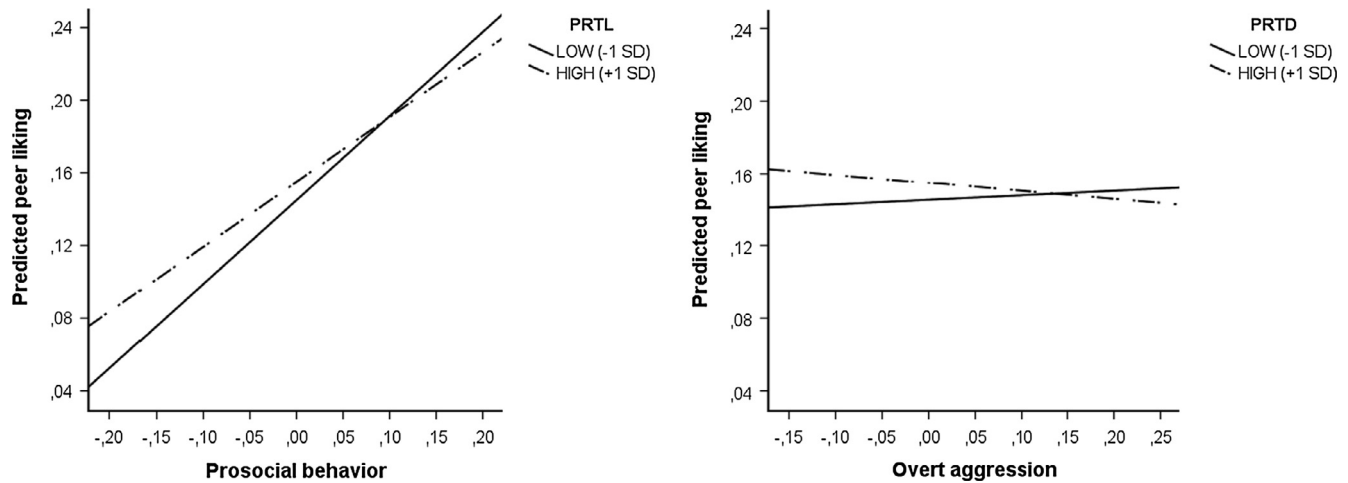 ,24
,20
,16
,12
,08
,04
Predicted peer liking
-,20 -,15 -,10 -,05 ,00 ,05 ,10 ,15 ,20
Prosocial behavior
PRTL
LOW (-1 SD)
HIGH (+1 SD)
,24
,20
,16
,12
,08
,04
Predicted peer liking
-,15 -,10 -,05 ,00 ,05 ,10 ,15 ,20 ,25
Overt aggression
PRTD
LOW (-1 SD)
HIGH (+1 SD)